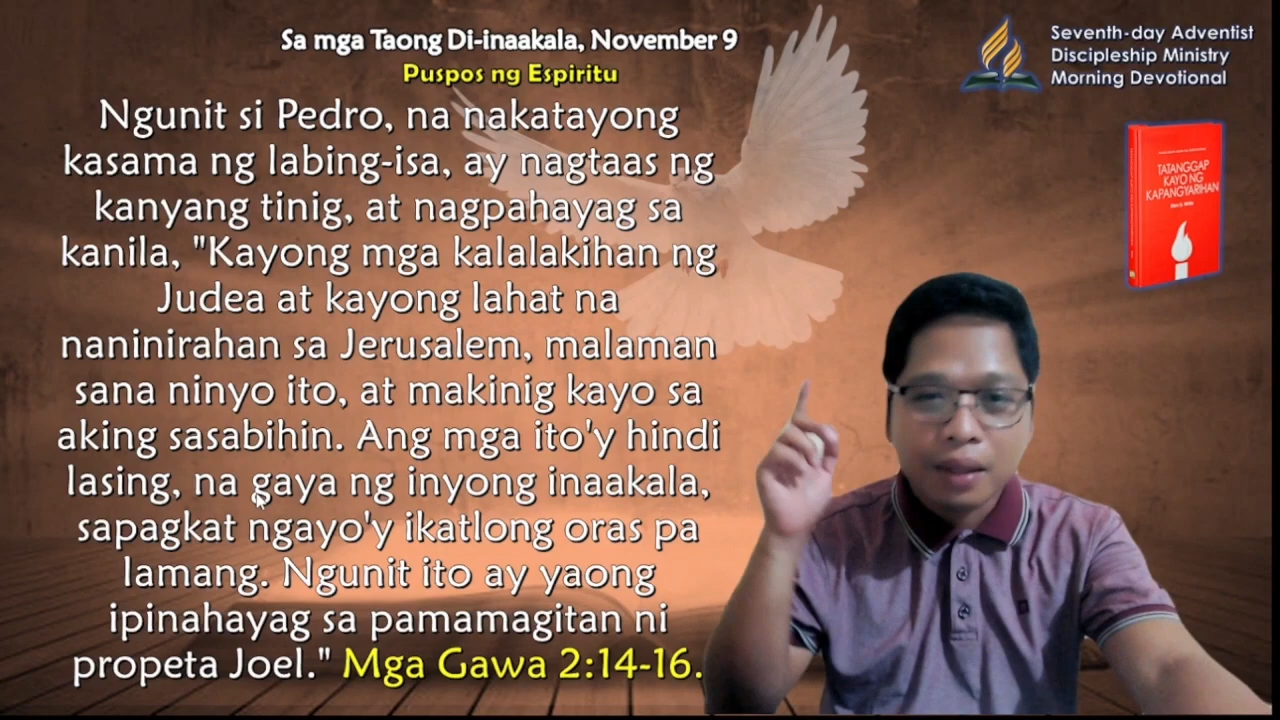 Sa mga Taong Di-inaakala, November 9
Puspos ng Espiritu
Ngunit si Pedro, na nakatayong
kasama ng labing-isa, ay nagtaas ng
kanyang tinig, at nagpahayag sa
kanila, "Kayong mga kalalakihan ng
Judea at kayong lahat na
naninirahan sa Jerusalem, malaman
sana ninyo ito, at makinig kayo sa
aking sasabihin. Ang mga ito'y hindi
lasing, na gaya ng inyong inaakala,
sapagkat ngayo'y ikatlong oras pa
lamang. Ngunit ito ay yaong
ipinahayag sa pamamagitan ni
propeta Joel." Mga Gawa 2:14-16.
Seventh-day Adventist
Discipleship Ministry
Morning Devotional
TATANGGAP
KAYO NG
KAPANGYARIHAN